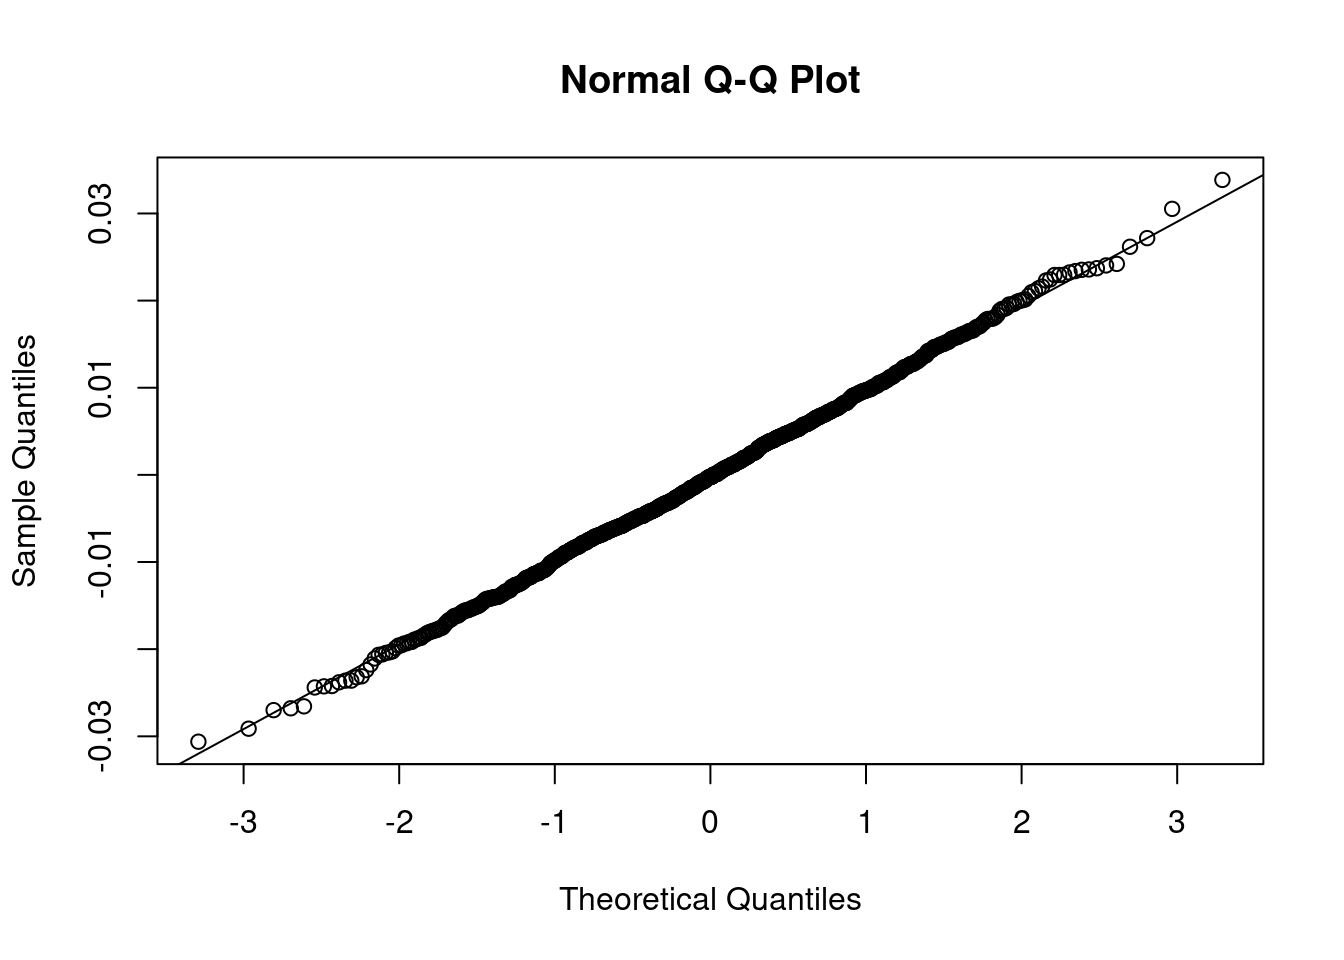 Normal Q-Q Plot
Sample Quantiles
0.03
0.01
-0.01
-0.03
-3 -2 -1 0 1 2 3
Theoretical Quantiles